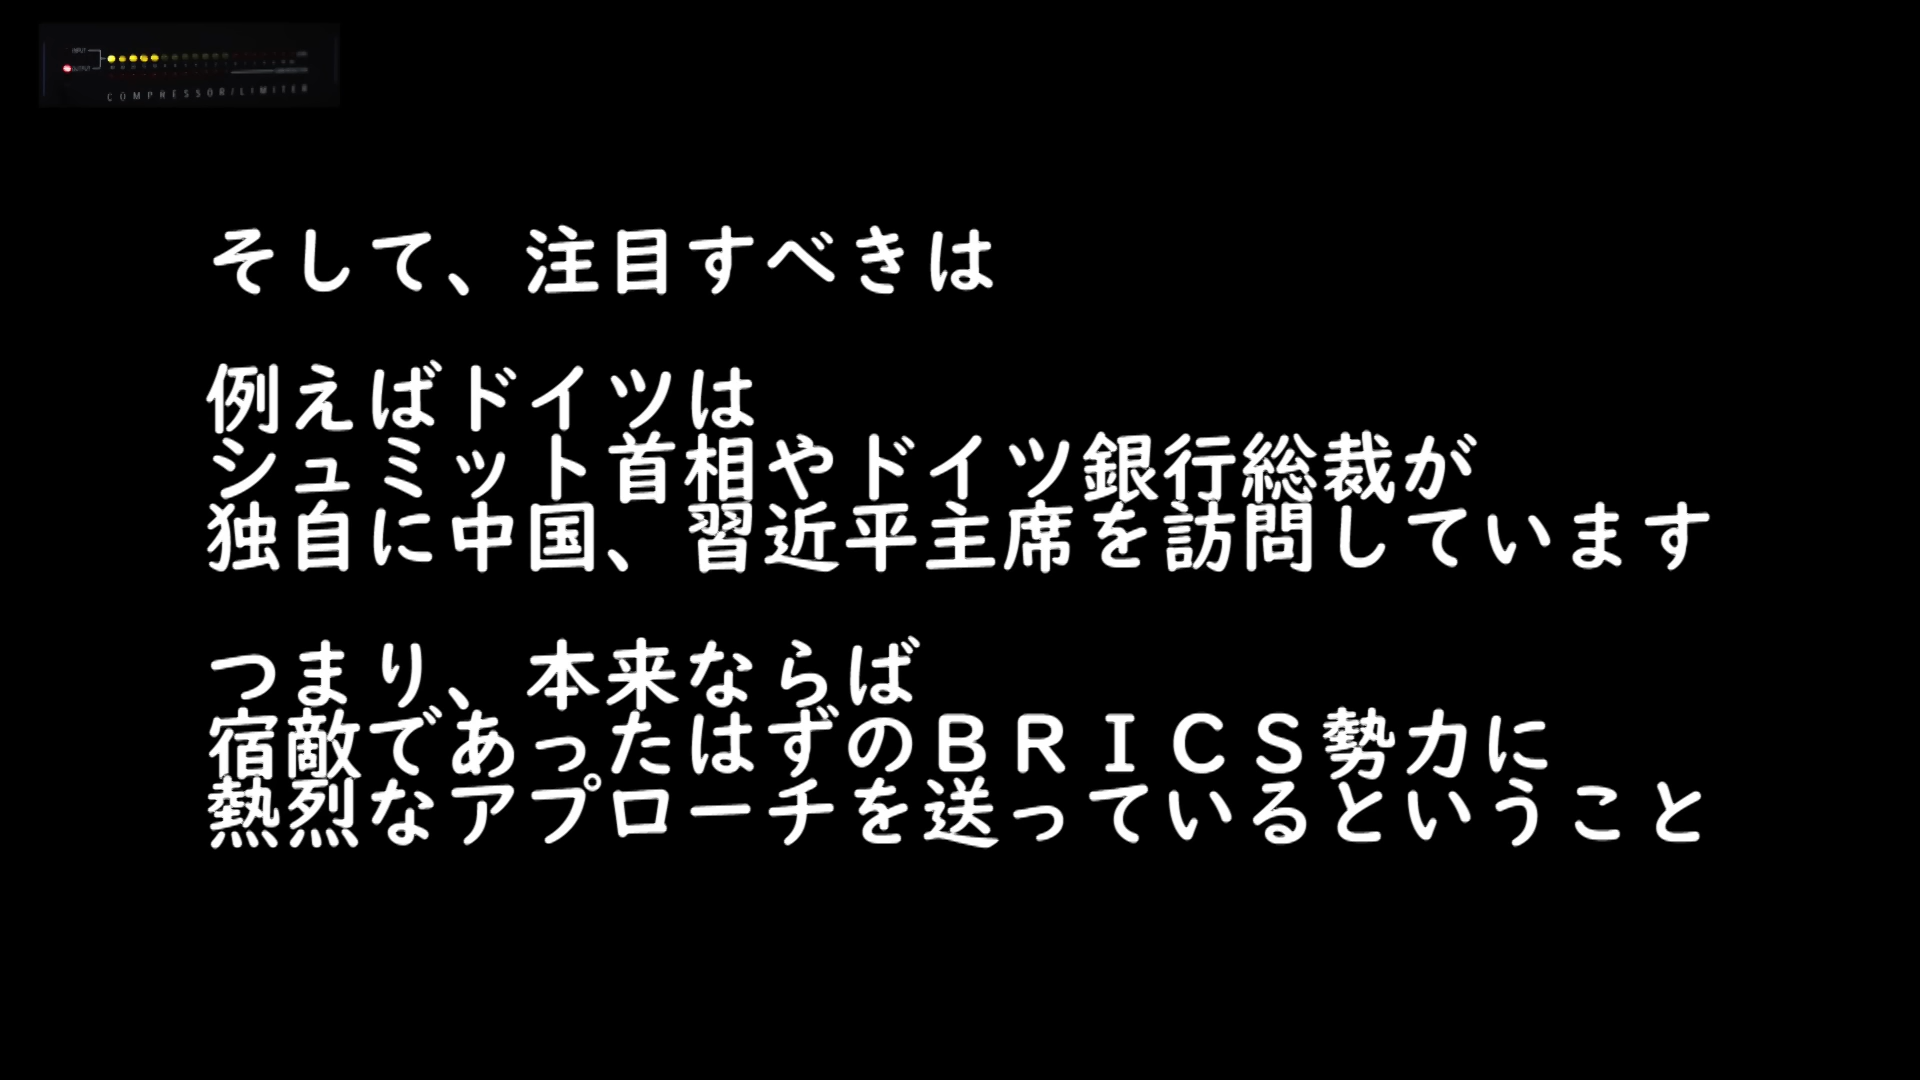 INPUT
OUTPUT
COMPRESSOR/LIMITER
そして、注目すべきは
例えばドイツは
シュミット首相やドイツ銀行総裁が
独自に中国、習近平主席を訪問しています
つまり、本来ならば
宿敵であったはずのＢＲＩＣＳ勢力に
熱烈なアプローチを送っているということ